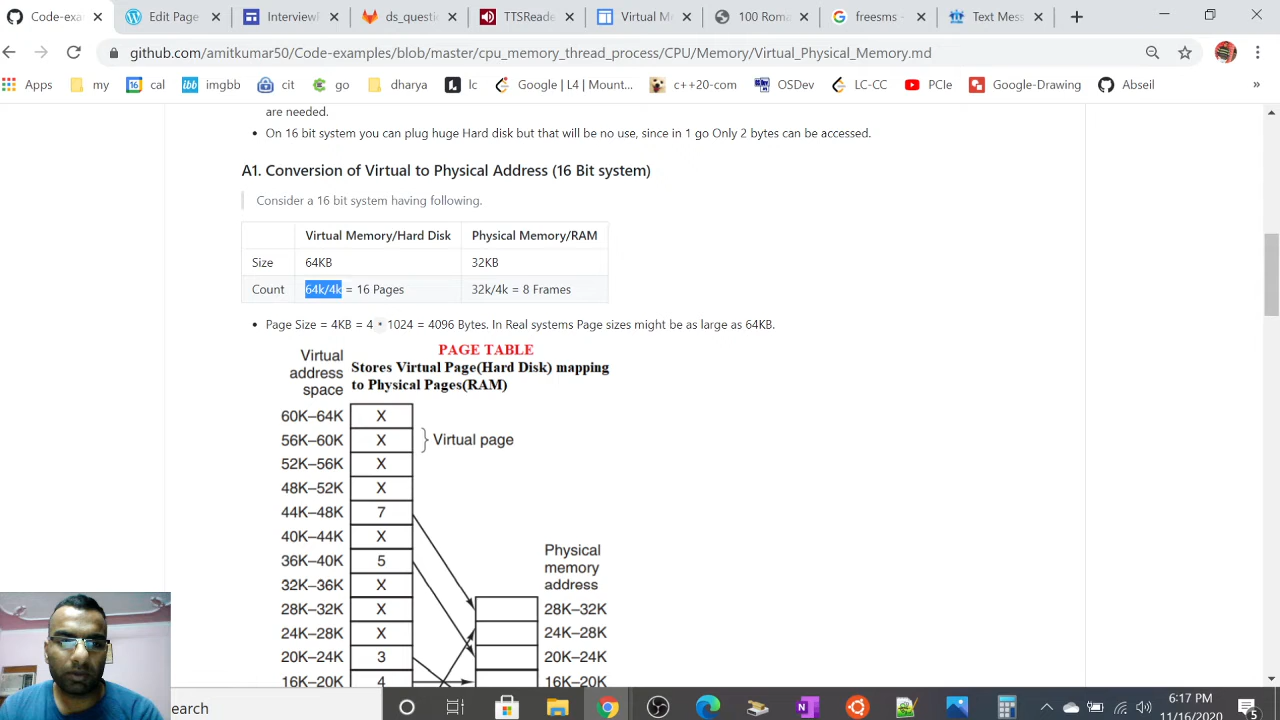 Code-exa
Edit Page
Interviewl
ds_questi
TTSReade
Virtual M
100 Roma
freesms -
Text Mess
github.com/amitkumar50/Code-examples/blob/master/cpu_memory_thread_process/CPU/Memory/Virtual_Physical_Memory.md
Apps
my
16
cal
ibb
imgbb
cit
go
dharya
lc
Google | L4 | Mount...
c++20-com
OSDev
LC-CC
PCIe
Google-Drawing
Abseil
»
are needed.
• On 16 bit system you can plug huge Hard disk but that will be no use, since in 1 go Only 2 bytes can be accessed.
A1. Conversion of Virtual to Physical Address (16 Bit system)
Consider a 16 bit system having following.
Virtual Memory/Hard Disk Physical Memory/RAM
Size 64KB 32KB
Count 64k/4k = 16 Pages 32k/4k = 8 Frames
• Page Size = 4KB = 4 * 1024 = 4096 Bytes. In Real systems Page sizes might be as large as 64KB.
PAGE TABLE
Stores Virtual Page(Hard Disk) mapping
to Physical Pages(RAM)
Virtual
address
space
60K–64K X
56K–60K X
Virtual page
52K–56K X
48K–52K X
44K–48K 7
40K–44K X
36K–40K 5
32K–36K X
28K–32K X
24K–28K X
20K–24K 3
16K–20K 4
Physical
memory
address
28K–32K
24K–28K
20K–24K
16K–20K
earch
6:17 PM
11/16/2020
5